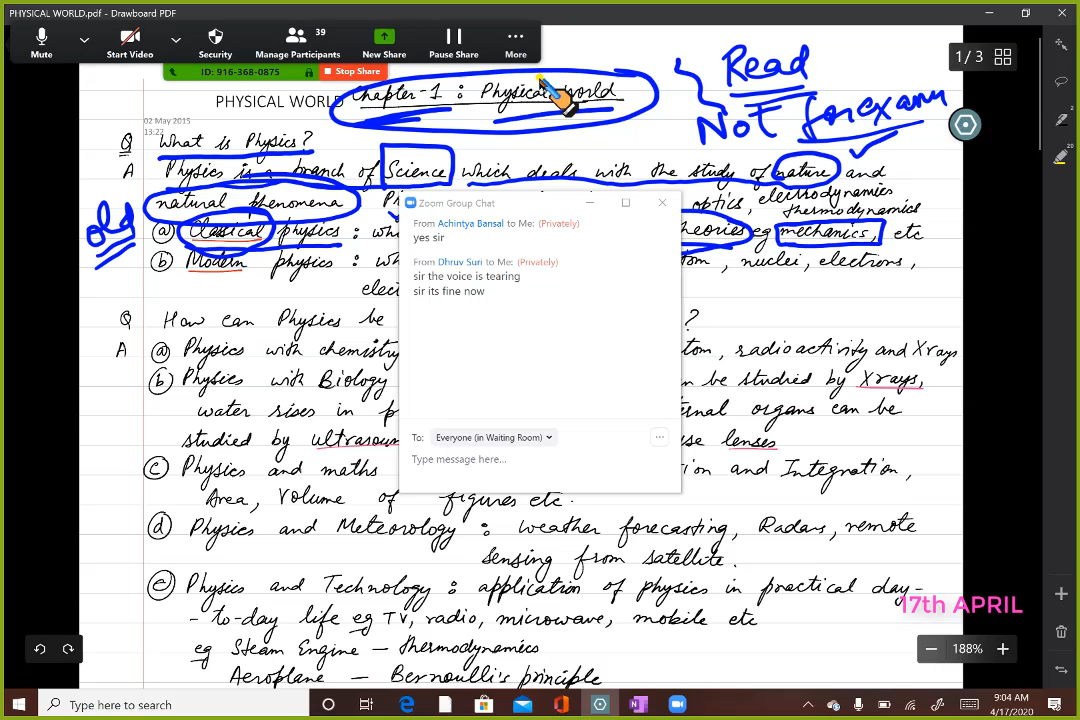 PHYSICAL WORLD.pdf - Drawboard PDF
Mute
Start Video
Security
Manage Participants
39
New Share
Pause Share
More
ID: 916-368-0875
Stop Share
1/3
Read
NOT for exam
PHYSICAL WORLD
Chapter-1 : Physical World
02 May 2015
13:22
Q What is Physics?
A Physics is a branch of Science which deals with the study of nature and
natural phenomena
optics, electrodynamics
thermodynamics
old
(a) Classical physics : theories eg mechanics, etc
(b) Modern physics : nuclei, electrons,
Zoom Group Chat
From Achintya Bansal to Me: (Privately)
yes sir
From Dhruv Suri to Me: (Privately)
sir the voice is tearing
sir its fine now
To: Everyone (in Waiting Room)
Type message here...
Q How can Physics be ?
A (a) Physics with chemistry radioactivity and Xrays
(b) Physics with Biology be studied by Xrays,
water rises in organs can be
studied by lenses
(c) Physics and maths and Integration,
Area, Volume of figures etc.
(d) Physics and Meteorology : weather forecasting, Radars, remote
sensing from satellite.
(e) Physics and Technology : application of physics in practical day-
- to-day life eg TV, radio, microwave, mobile etc
eg Steam Engine – thermodynamics
Aeroplane – Bernoulli's principle
17th APRIL
188%
Type here to search
9:04 AM
4/17/2020